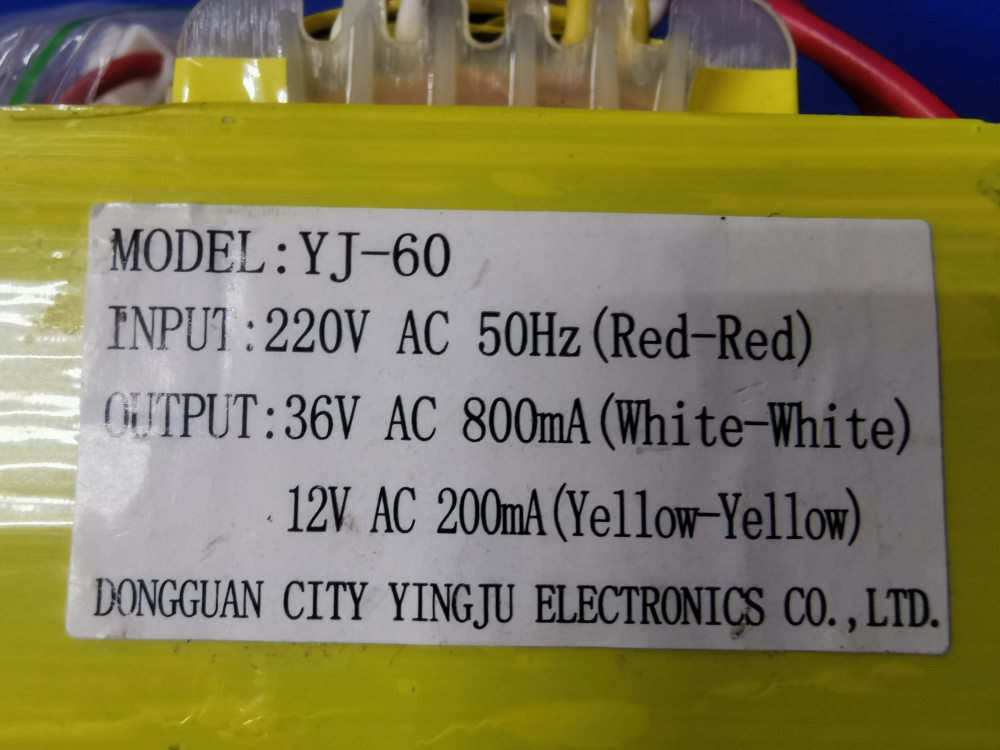 MODEL:YJ-60
INPUT:220V AC 50Hz(Red-Red)
OUTPUT:36V AC 800mA(White-White)
12V AC 200mA(Yellow-Yellow)
DONGGUAN CITY YINGJU ELECTRONICS CO.,LTD.